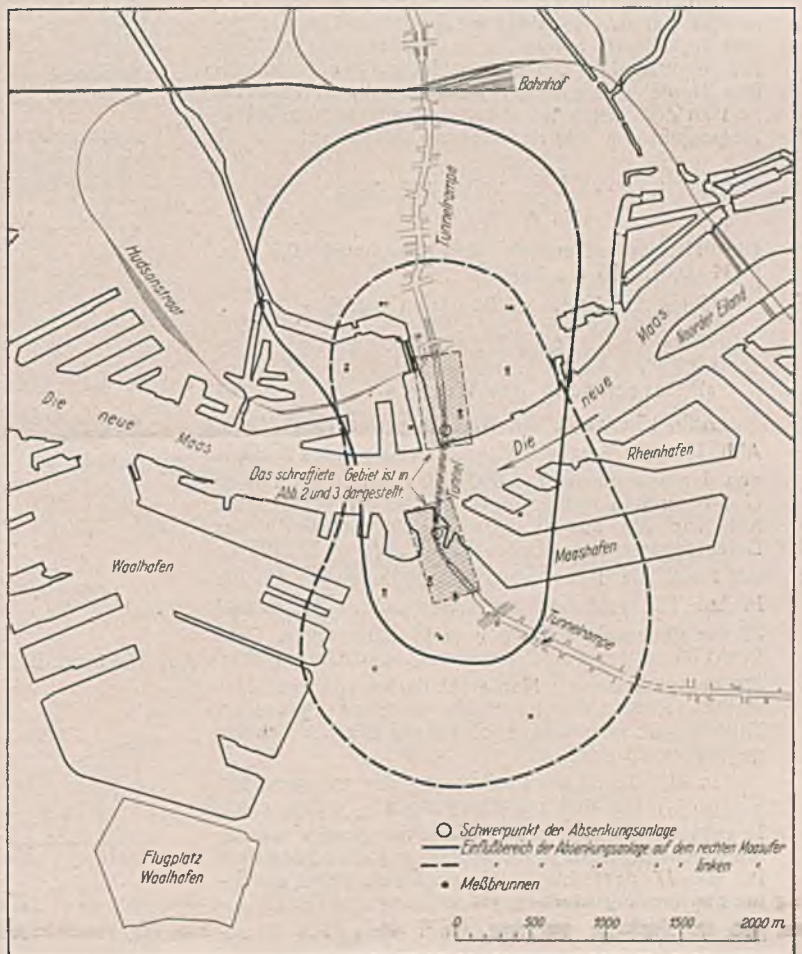 Bahnhof
Tunnelrampe
Hudsonstraat
Maas
Noorder Eiland
Die neue Maas
Die neue
Rheinhafen
Das schraffierte Gebiet ist in
Abb. 2 und 3 dargestellt.
Tunnel
Waalhafen
Maashafen
Tunnelrampe
Flugplatz
Waalhafen
Schwerpunkt der Absenkungsanlage
Einflußbereich der Absenkungsanlage auf dem rechten Maasufer
" " " " linken "
Meßbrunnen
0 500 1000 1500 2000 m